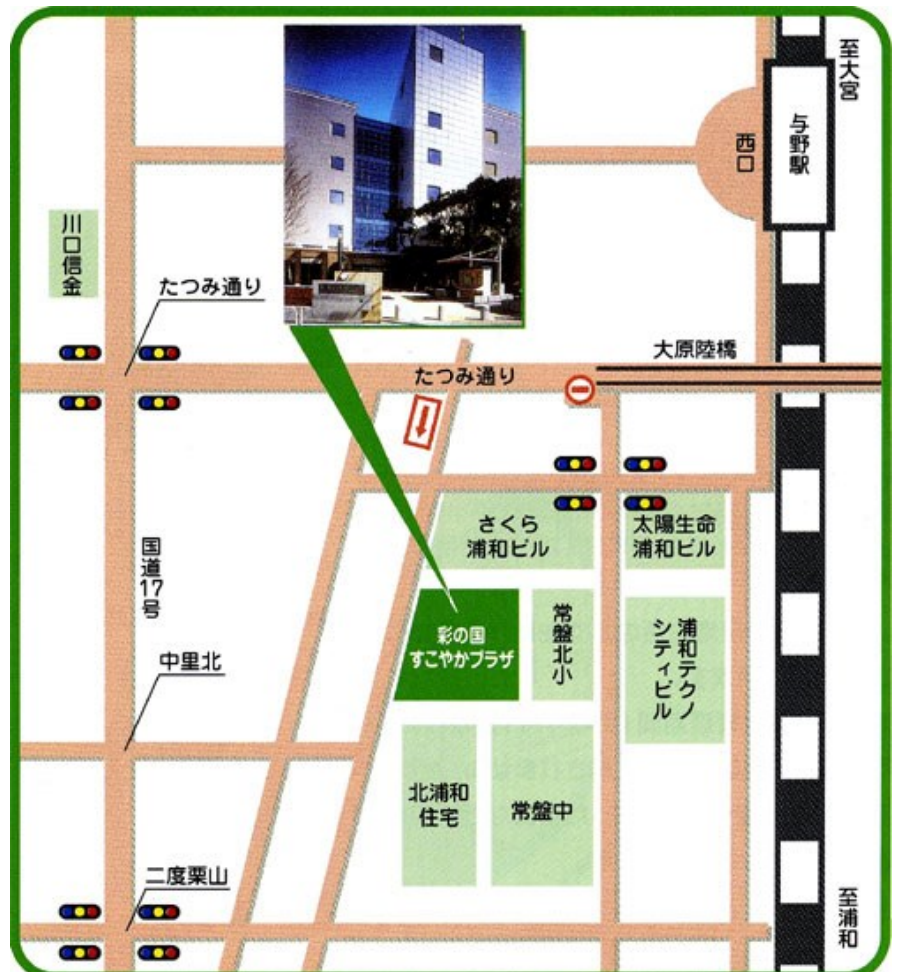 至大宮
与野駅
西口
川口信金
たつみ通り
大原陸橋
たつみ通り
さくら
浦和ビル
太陽生命
浦和ビル
国道17号
彩の国
すこやかプラザ
常盤北小
浦和テクノ
シティビル
中里北
北浦和
住宅
常盤中
二度栗山
至浦和